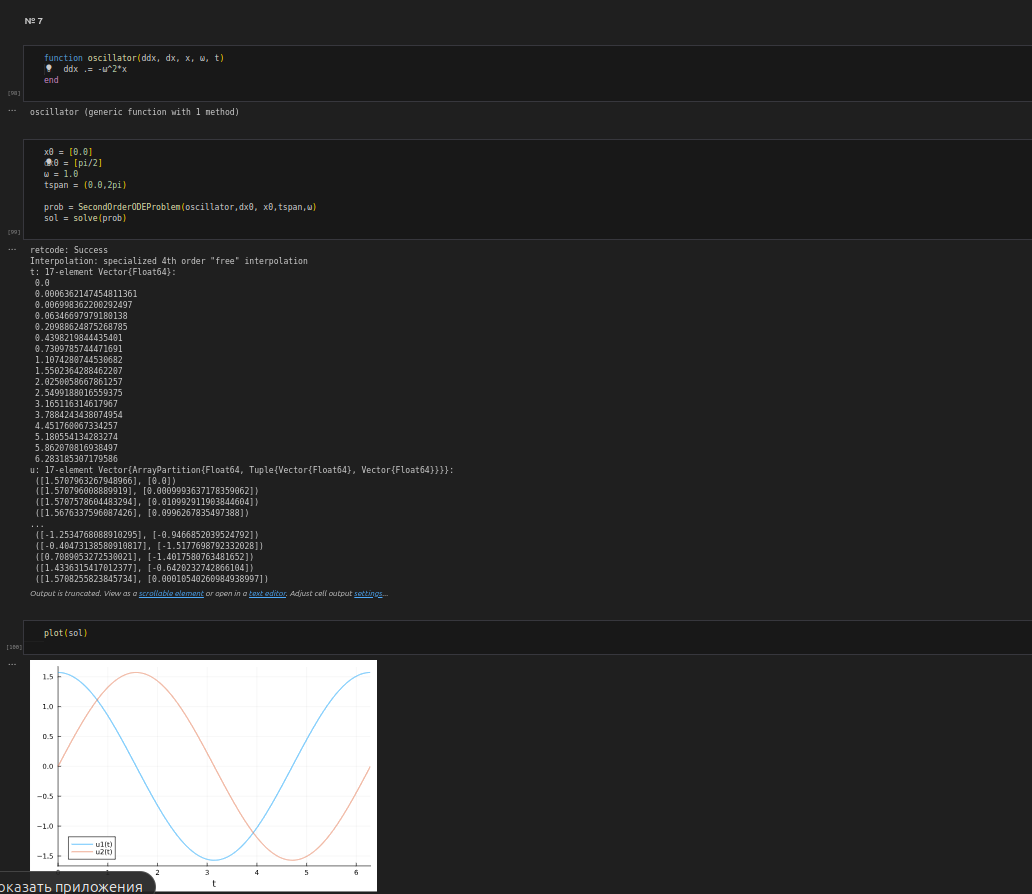 № 7
function oscillator(ddx, dx, x, ω, t)
ddx .= -ω^2*x
end
[98]
... oscillator (generic function with 1 method)
x0 = [0.0]
dx0 = [pi/2]
ω = 1.0
tspan = (0.0,2pi)
prob = SecondOrderODEProblem(oscillator,dx0, x0,tspan,ω)
sol = solve(prob)
[99]
... retcode: Success
Interpolation: specialized 4th order "free" interpolation
t: 17-element Vector{Float64}:
0.0
0.0006362147454811361
0.006998362200292497
0.06346697979180138
0.20988624875268785
0.4398219844435401
0.7309785744471691
1.1074280744530682
1.5502364288462207
2.0250058667861257
2.5499188016559375
3.165116314617967
3.7884243438074954
4.451760067334257
5.180554134283274
5.862070816938497
6.283185307179586
u: 17-element Vector{ArrayPartition{Float64, Tuple{Vector{Float64}, Vector{Float64}}}}:
([1.5707963267948966], [0.0])
([1.570796008889919], [0.0009993637178359062])
([1.5707578604483294], [0.010992911903844604])
([1.5676337596087426], [0.0996267835497388])
...
([-1.2534768088910295], [-0.9466852039524792])
([-0.40473138580910817], [-1.5177698792332028])
([0.7089053272530021], [-1.4017580763481652])
([1.4336315417012377], [-0.6420232742866104])
([1.5708255823845734], [0.00010540260984938997])
Output is truncated. View as a scrollable element or open in a text editor. Adjust cell output settings...
plot(sol)
[100]
...
1.5
1.0
0.5
0.0
−0.5
−1.0
−1.5
u1(t)
u2(t)
2 3 4 5 6
t
оказать приложения